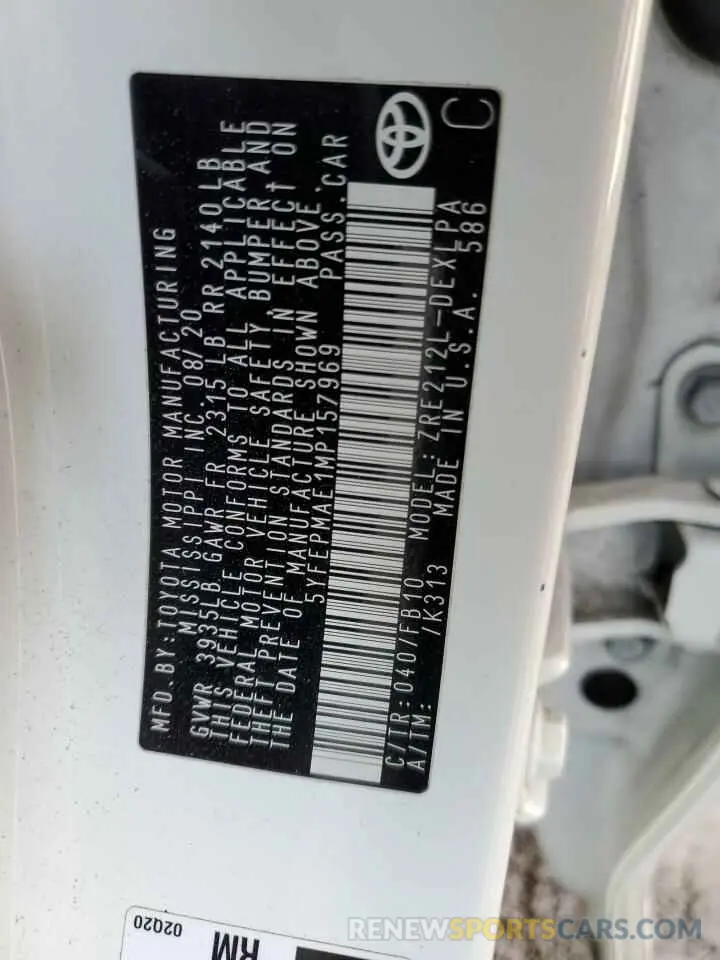 MFD.BY:TOYOTA MOTOR MANUFACTURING
MISSISSIPPI INC. 08/20
GVWR 3935LB GAWR FR 2315LB RR 2140LB
THIS VEHICLE CONFORMS TO ALL APPLICABLE
FEDERAL MOTOR VEHICLE SAFETY, BUMPER, AND
THEFT PREVENTION STANDARDS IN EFFECT ON
THE DATE OF MANUFACTURE SHOWN ABOVE.
5YFEPMAE1MP157969 PASS.CAR
C/TR:040/FB10 MODEL:ZRE212L-DEXLPA
A/TM: /K313 MADE IN U.S.A. 586
C
02Q20
RM
RENEWSPORTSCARS.COM